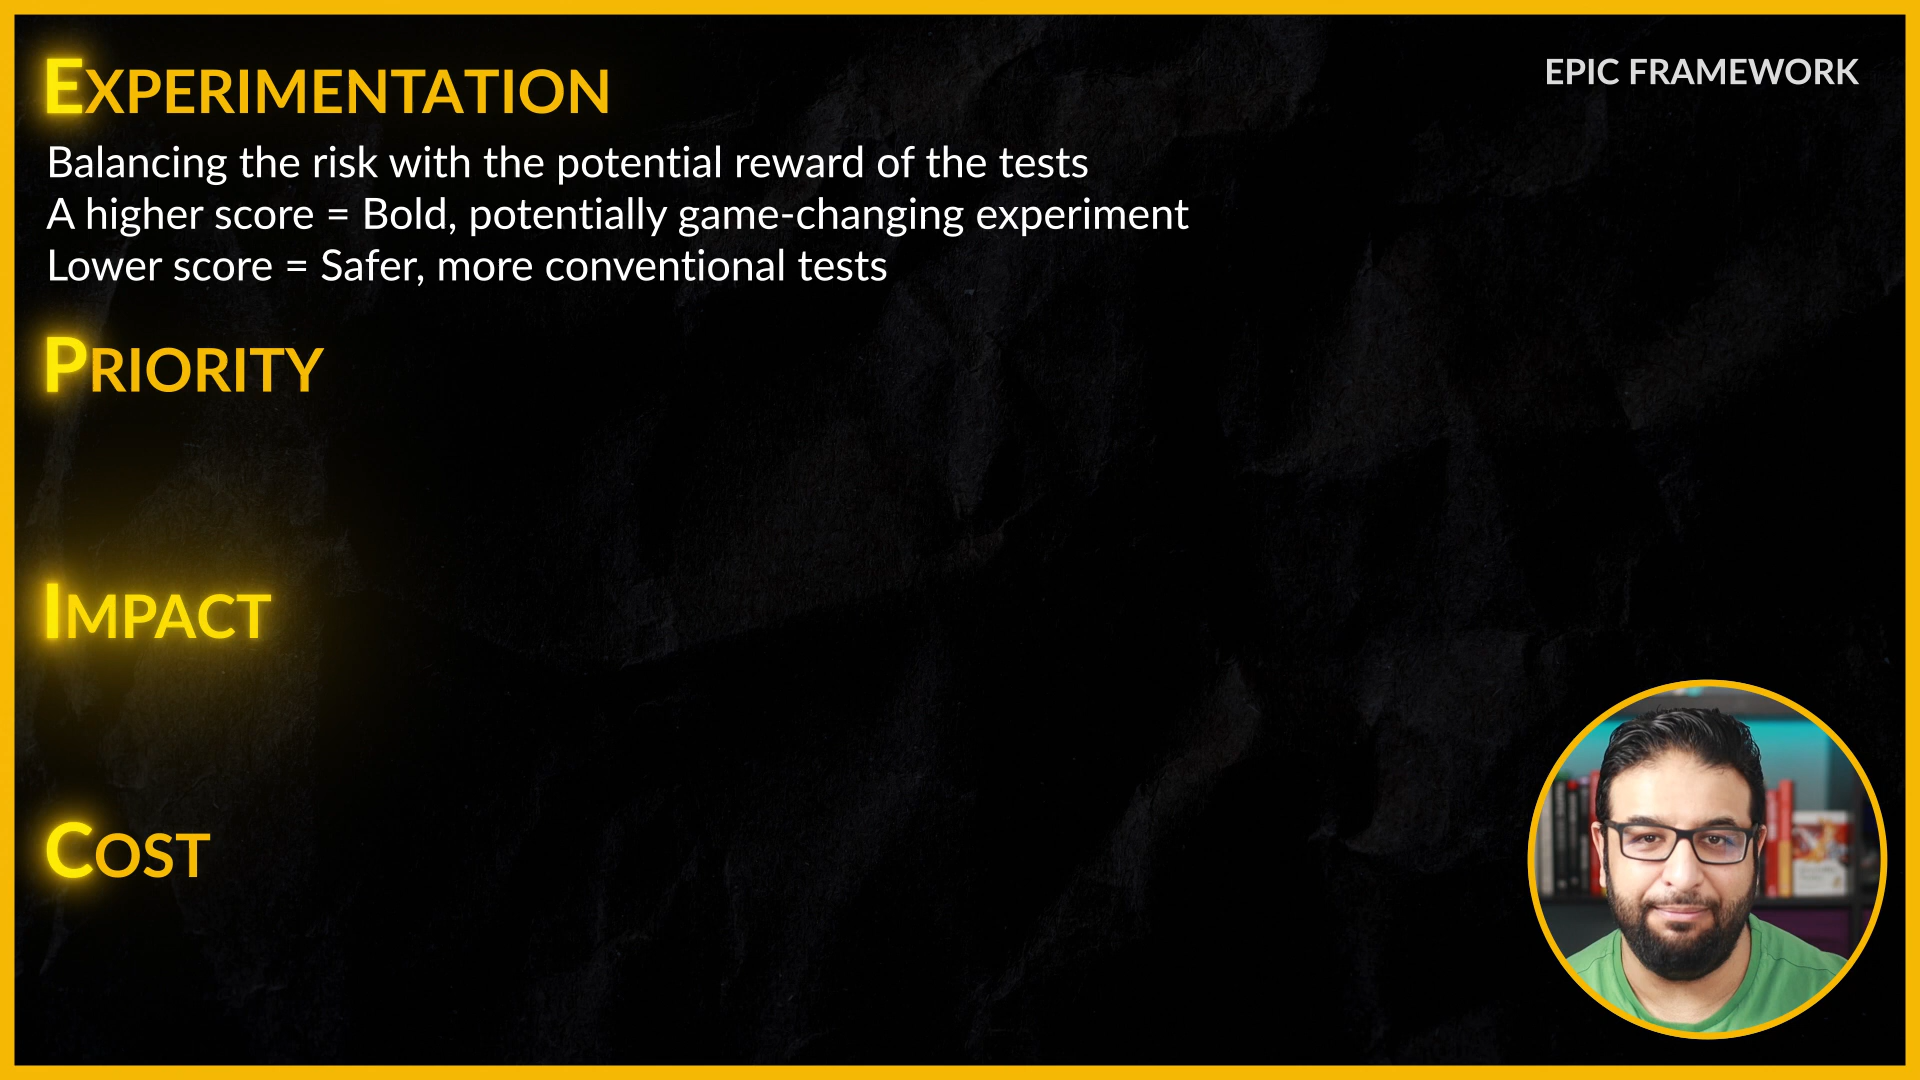 EXPERIMENTATION
EPIC FRAMEWORK
Balancing the risk with the potential reward of the tests
A higher score = Bold, potentially game-changing experiment
Lower score = Safer, more conventional tests
PRIORITY
IMPACT
COST